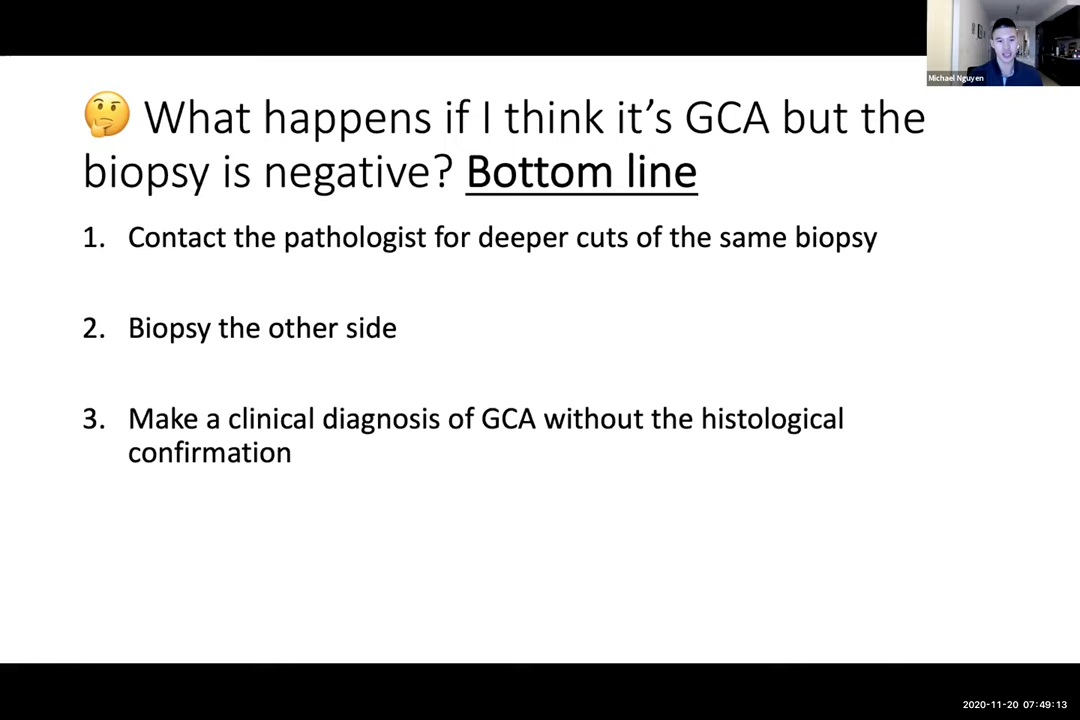 Michael Nguyen
🤔 What happens if I think it’s GCA but the
biopsy is negative? Bottom line
1. Contact the pathologist for deeper cuts of the same biopsy
2. Biopsy the other side
3. Make a clinical diagnosis of GCA without the histological
confirmation
2020-11-20 07:49:13